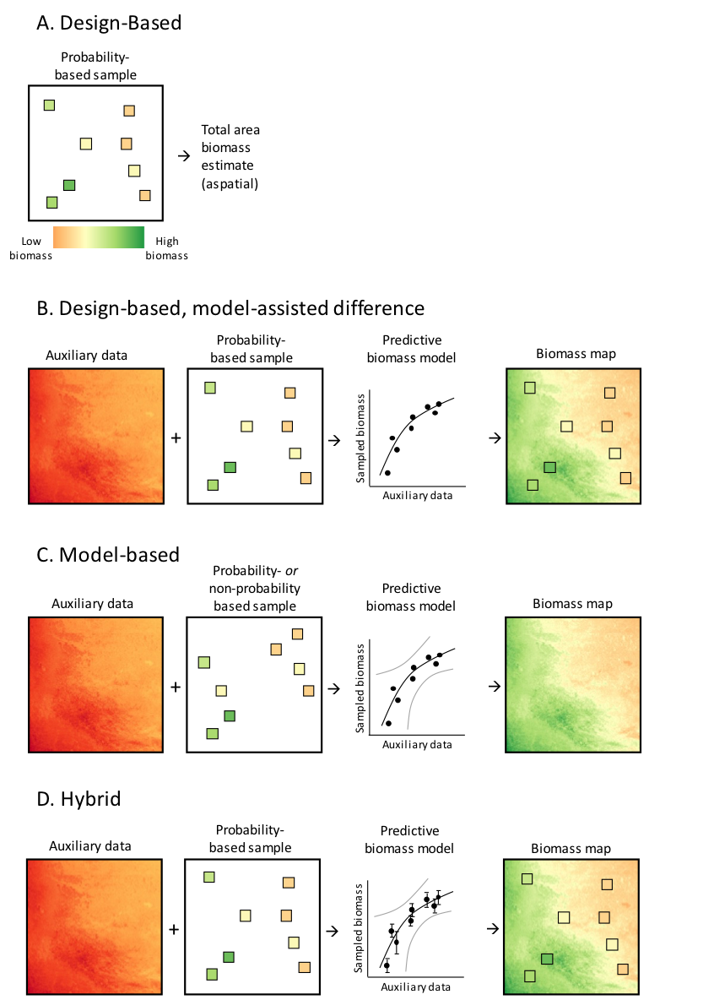 A. Design-Based
Probability-
based sample
→
Total area
biomass
estimate
(aspatial)
Low
biomass
High
biomass
B. Design-based, model-assisted difference
Auxiliary data
+
Probability-
based sample
→
Predictive
biomass model
Sampled biomass
Auxiliary data
→
Biomass map
C. Model-based
Auxiliary data
+
Probability- or
non-probability
based sample
→
Predictive
biomass model
Sampled biomass
Auxiliary data
→
Biomass map
D. Hybrid
Auxiliary data
+
Probability-
based sample
→
Predictive
biomass model
Sampled biomass
Auxiliary data
→
Biomass map